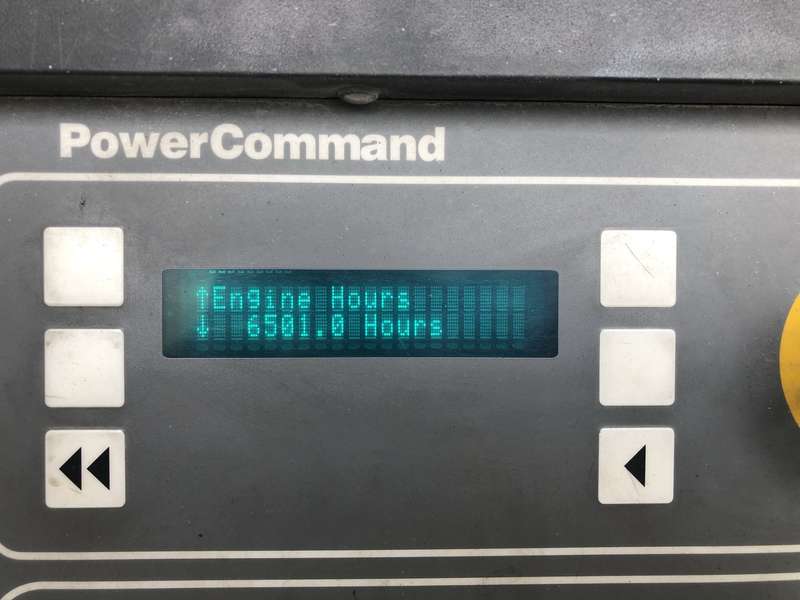 PowerCommand
↑Engine Hours
↓ 6501.0 Hours